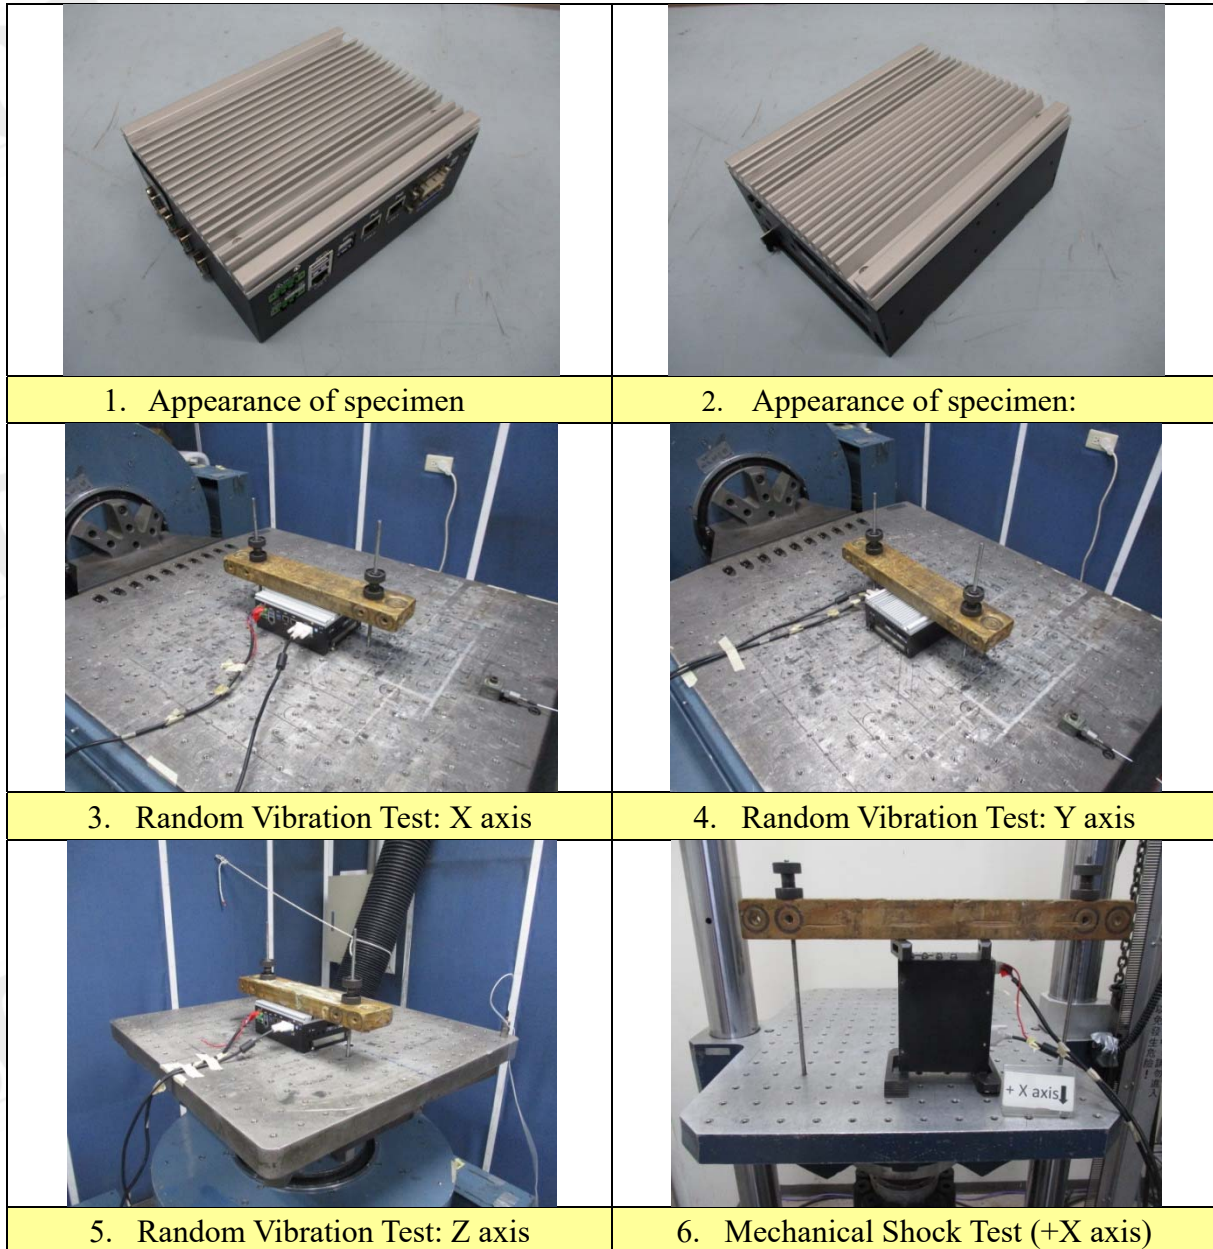 1. Appearance of specimen
2. Appearance of specimen:
3. Random Vibration Test: X axis
4. Random Vibration Test: Y axis
5. Random Vibration Test: Z axis
+ X axis↓
6. Mechanical Shock Test (+X axis)